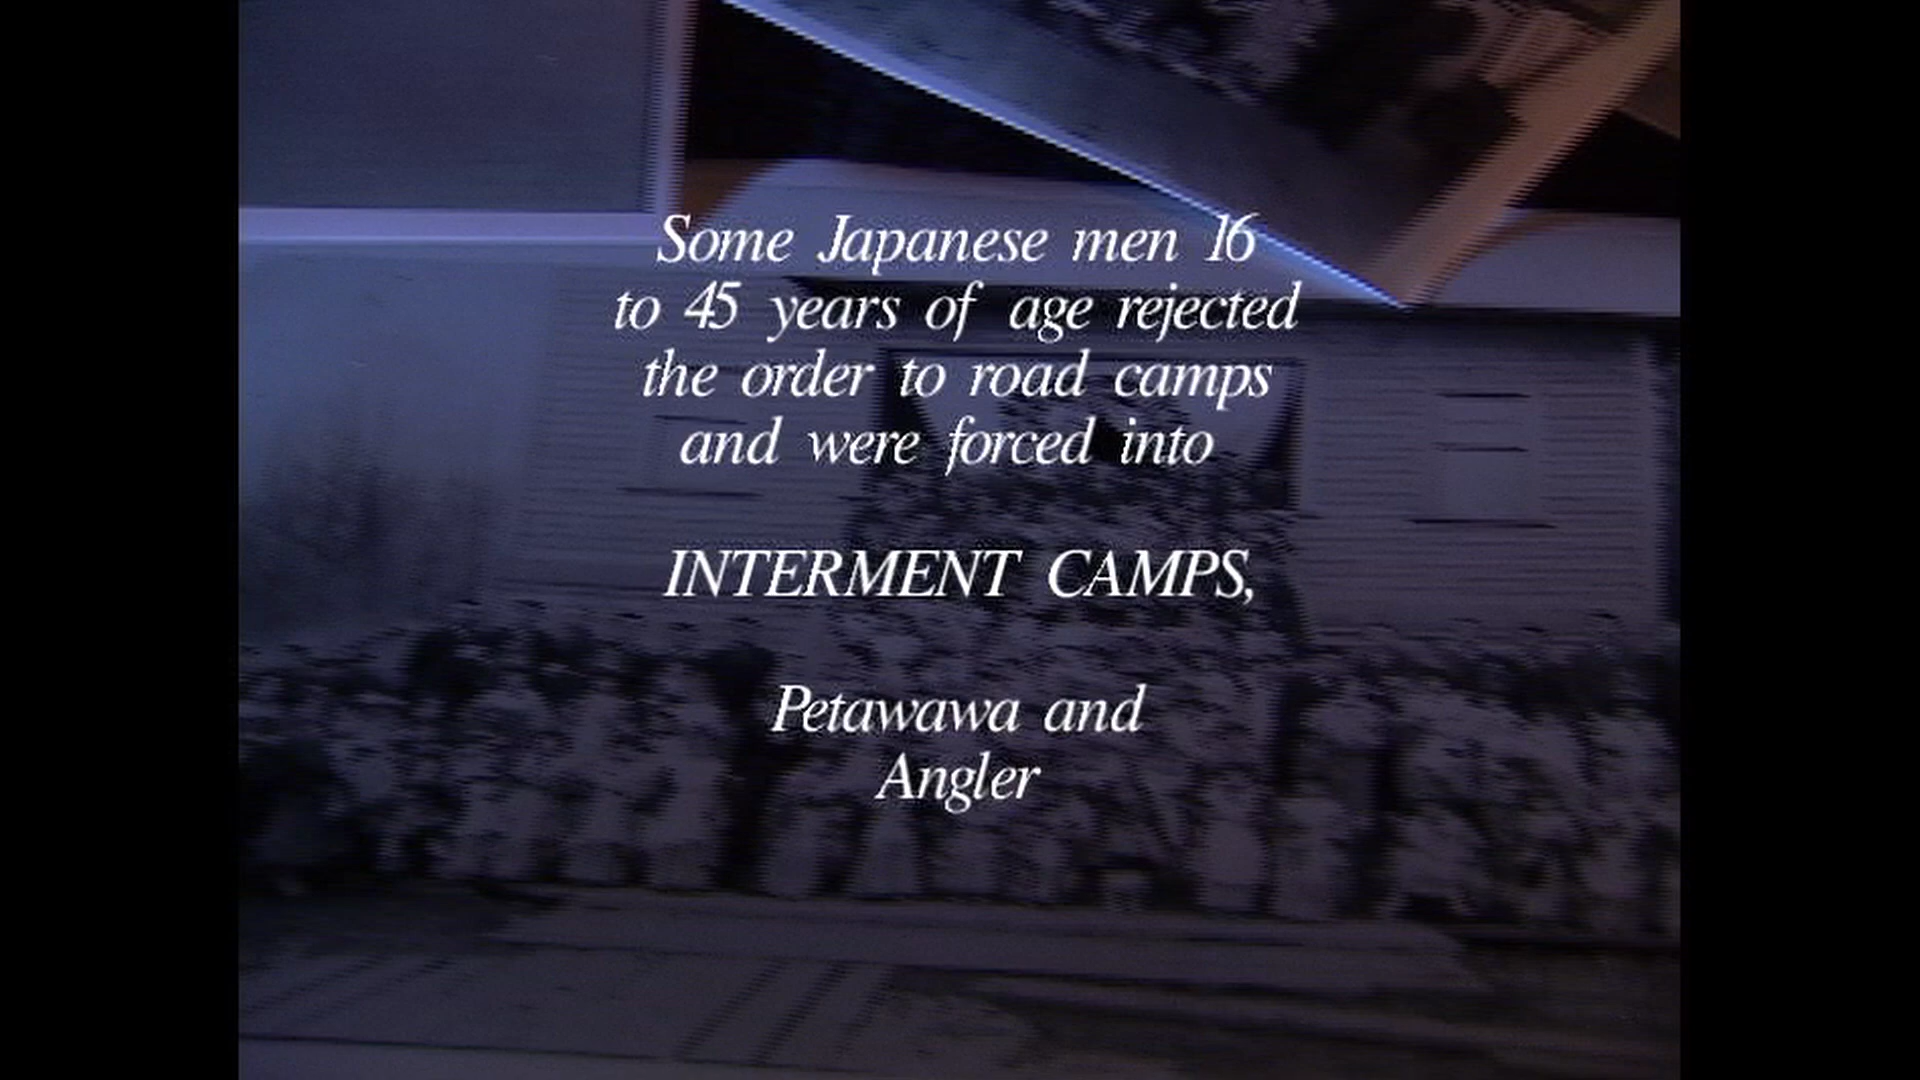 Some Japanese men 16
to 45 years of age rejected
the order to road camps
and were forced into
INTERMENT CAMPS,
Petawawa and
Angler